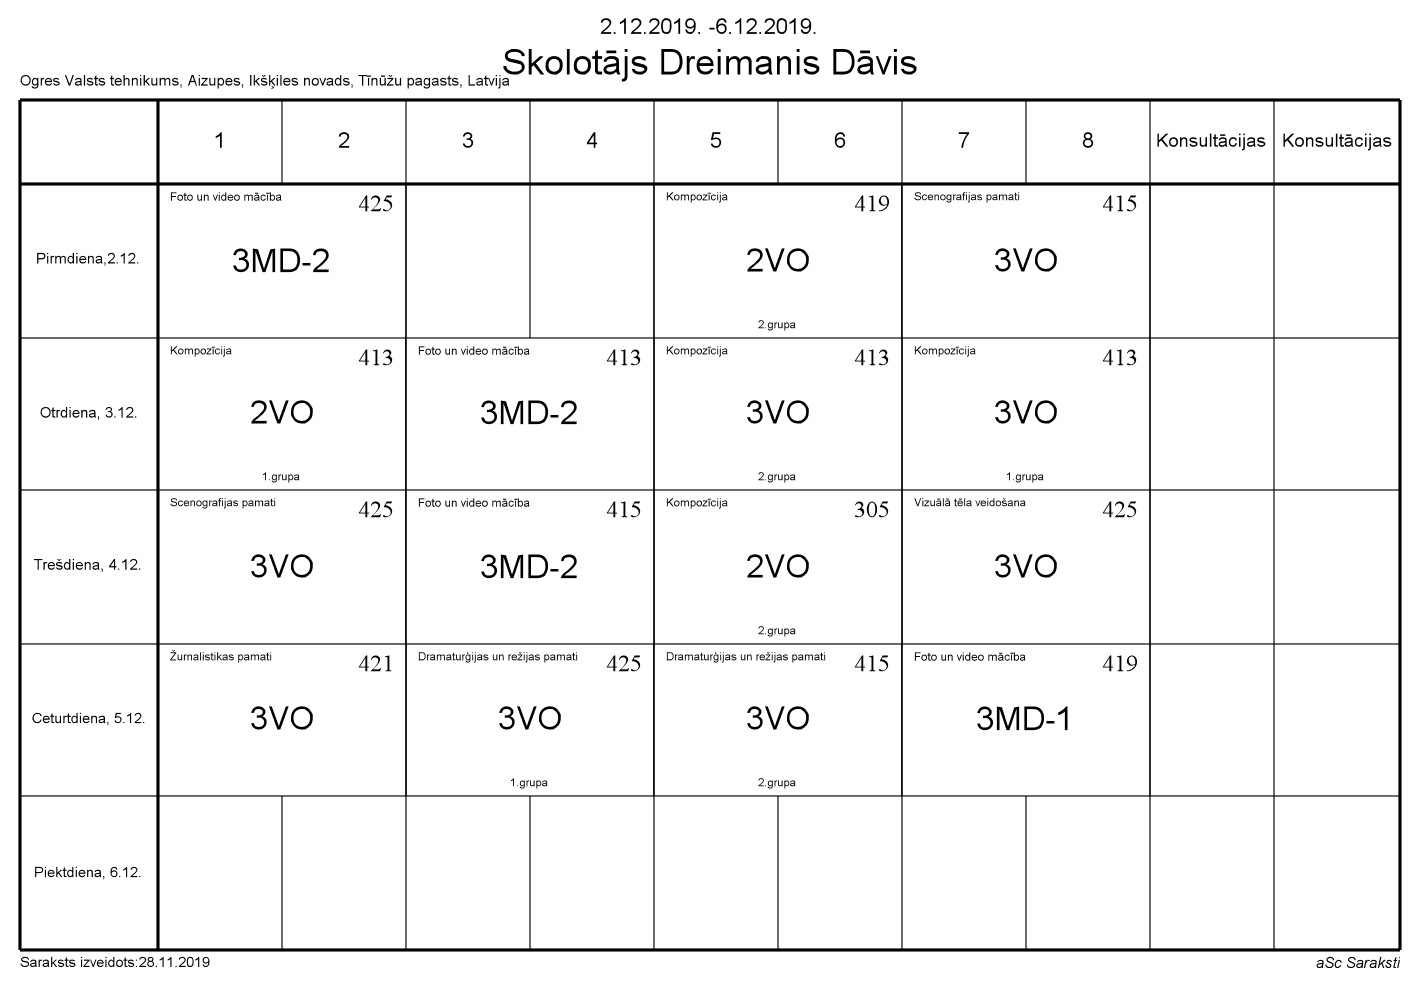 2.12.2019. -6.12.2019.
Skolotājs Dreimanis Dāvis
Ogres Valsts tehnikums, Aizupes, Ikšķiles novads, Tīnūžu pagasts, Latvija
1 2 3 4 5 6 7 8 Konsultācijas Konsultācijas
Foto un video mācība 425 Kompozīcija 419 Scenografijas pamati 415
Pirmdiena,2.12. 3MD-2 2VO 3VO
2.grupa
Kompozīcija 413 Foto un video mācība 413 Kompozīcija 413 Kompozīcija 413
Otrdiena, 3.12. 2VO 3MD-2 3VO 3VO
1.grupa 2.grupa 1.grupa
Scenografijas pamati 425 Foto un video mācība 415 Kompozīcija 305 Vizuālā tēla veidošana 425
Trešdiena, 4.12. 3VO 3MD-2 2VO 3VO
2.grupa
Žurnalistikas pamati 421 Dramaturģijas un režijas pamati 425 Dramaturģijas un režijas pamati 415 Foto un video mācība 419
Ceturtdiena, 5.12. 3VO 3VO 3VO 3MD-1
1.grupa 2.grupa
Piektdiena, 6.12.
Saraksts izveidots:28.11.2019 aSc Saraksti